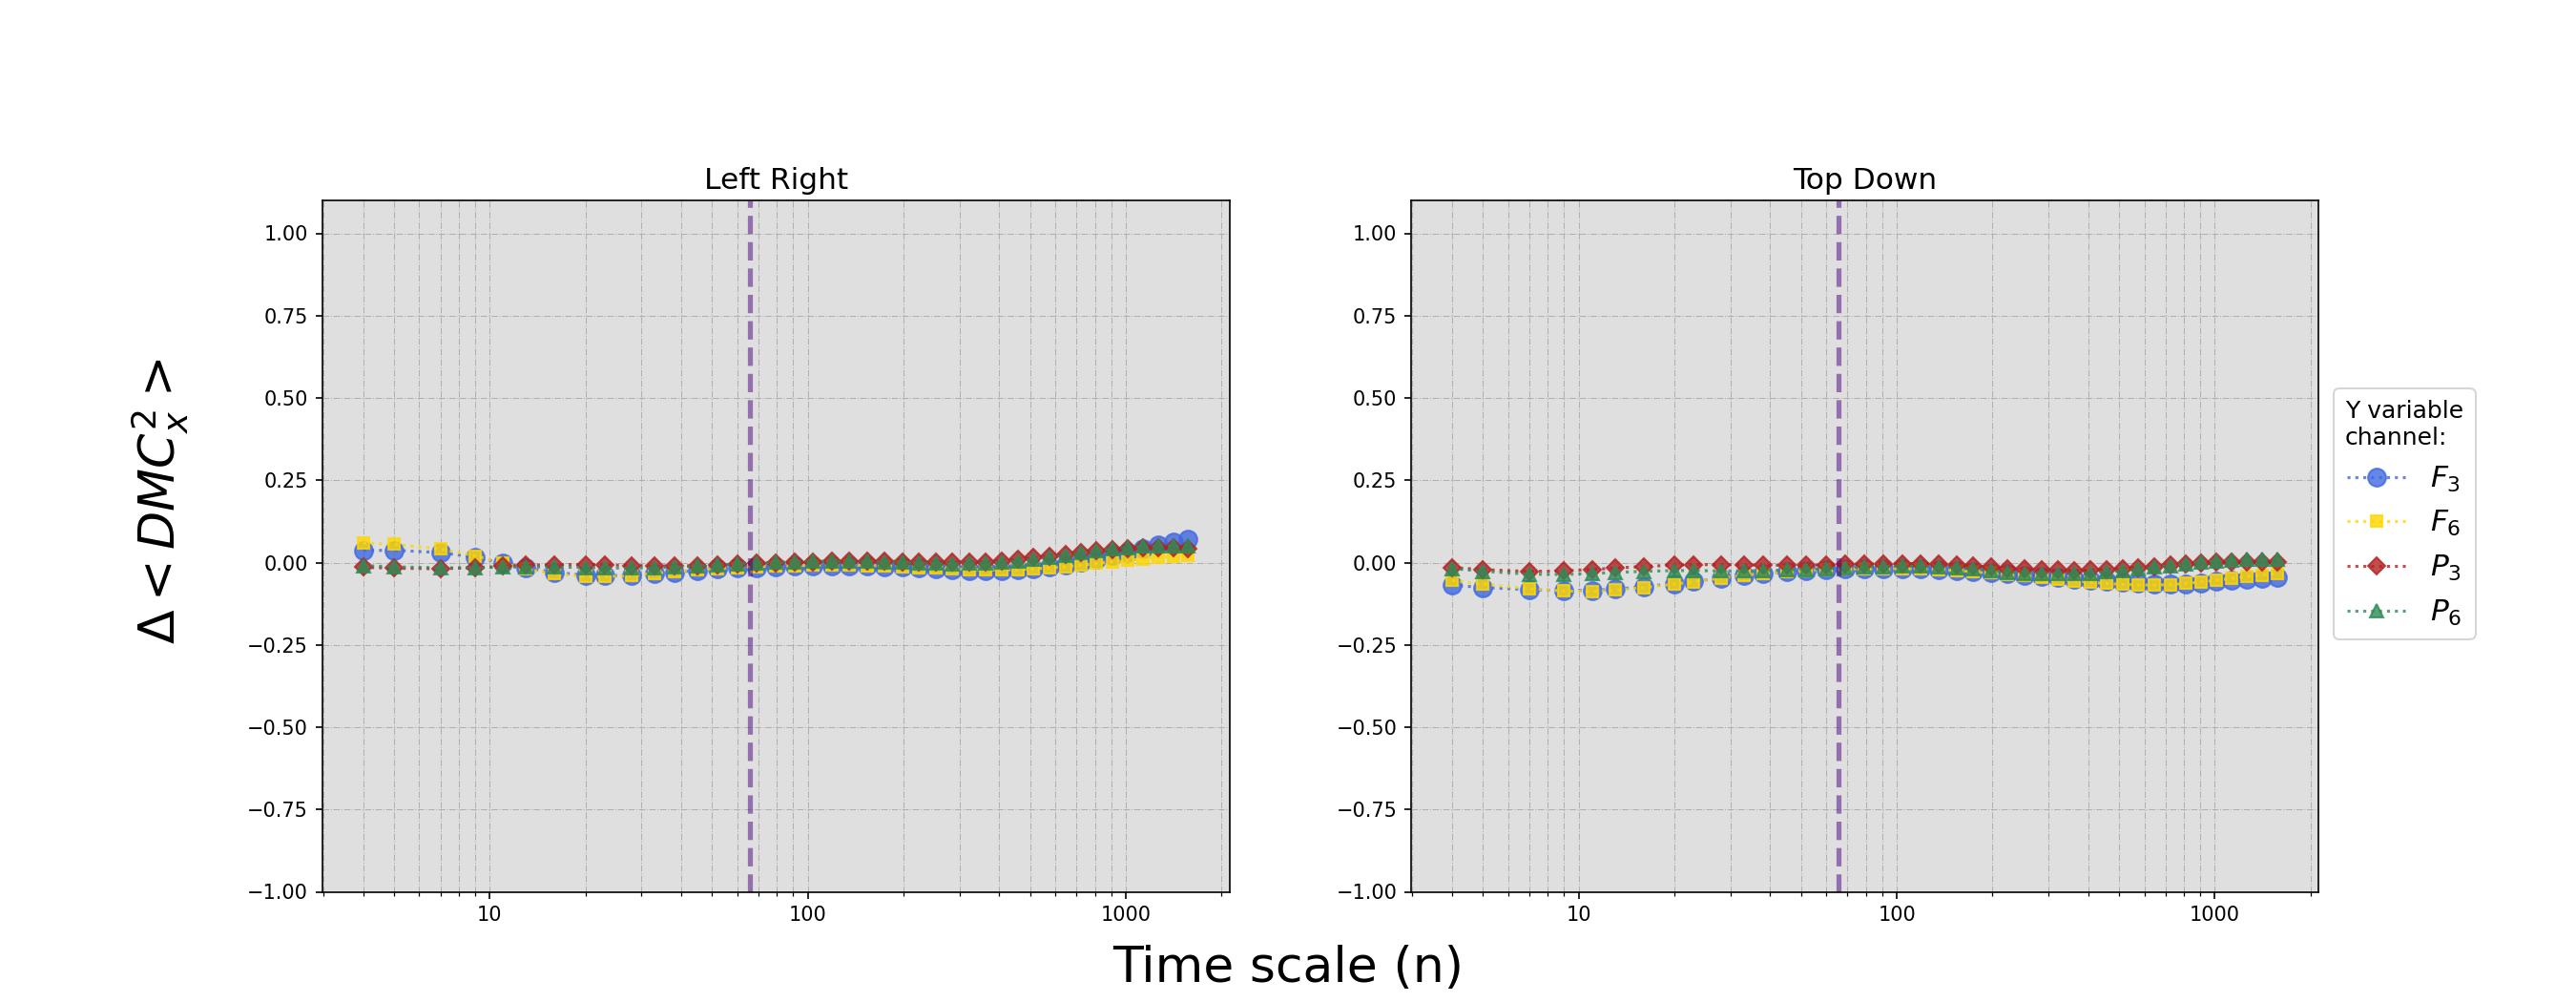 Left Right
Top Down
Δ < DMC²ₓ >
1.00
0.75
0.50
0.25
0.00
−0.25
−0.50
−0.75
−1.00
10 100 1000
1.00
0.75
0.50
0.25
0.00
−0.25
−0.50
−0.75
−1.00
10 100 1000
Y variable
channel:
F₃
F₆
P₃
P₆
Time scale (n)